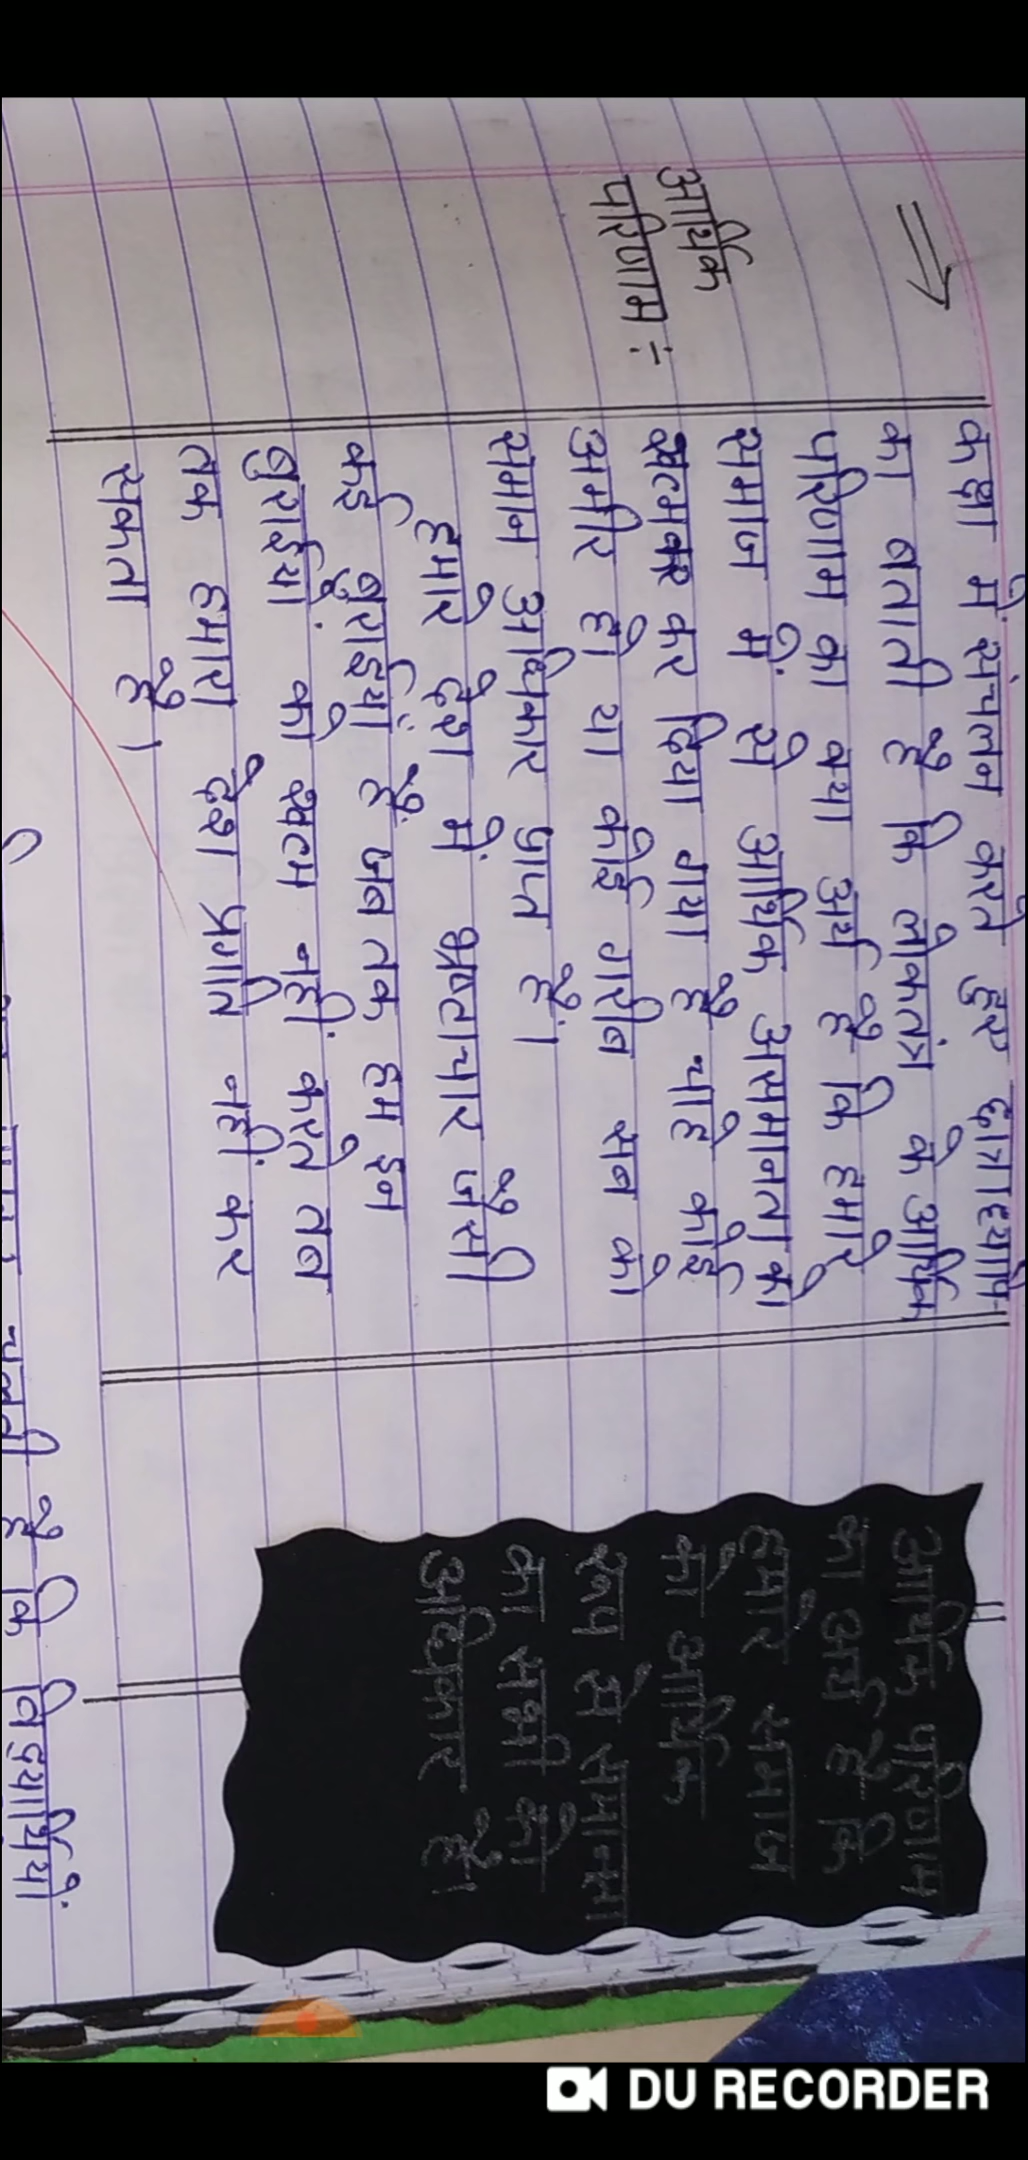 ⇒
आर्थिक
परिणाम :-
कक्षा में संचलन करते हुए छात्राध्यापि-
का बताती है कि लोकतंत्र के आर्थिक
परिणाम का क्या अर्थ है कि हमारे
समाज में से आर्थिक असमानता को
खत्मकर कर दिया गया है चाहे कोई
अमीर हो या कोई गरीब सब को
समान अधिकार प्राप्त हैं।
हमारे देश में भ्रष्टाचार जैसी
कई बुराईयां हैं जब तक हम इन
बुराईयां को खत्म नहीं करते तब
तक हमारा देश प्रगति नहीं कर
सकता है।
आर्थिक परिणाम
का अर्थ है कि
हमारे समाज
को आर्थिक
रूप से समानता
का सभी को
अधिकार है।
है कि विद्यार्थियों
DU RECORDER